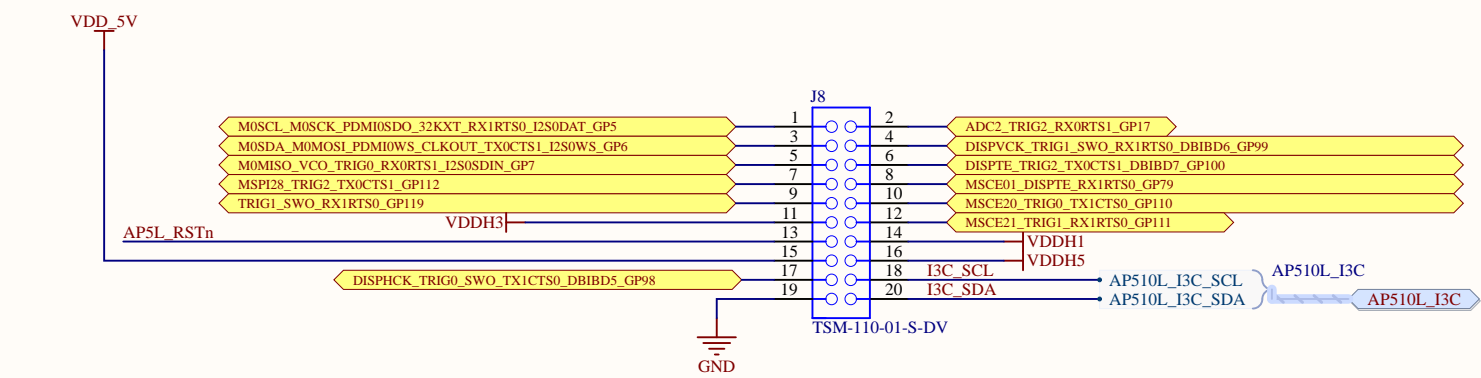 VDD_5V
J8
M0SCL_M0SCK_PDMI0SDO_32KXT_RX1RTS0_I2S0DAT_GP5 1 2 ADC2_TRIG2_RX0RTS1_GP17
M0SDA_M0MOSI_PDMI0WS_CLKOUT_TX0CTS1_I2S0WS_GP6 3 4 DISPVCK_TRIG1_SWO_RX1RTS0_DBIBD6_GP99
M0MISO_VCO_TRIG0_RX0RTS1_I2S0SDIN_GP7 5 6 DISPTE_TRIG2_TX0CTS1_DBIBD7_GP100
MSPI28_TRIG2_TX0CTS1_GP112 7 8 MSCE01_DISPTE_RX1RTS0_GP79
TRIG1_SWO_RX1RTS0_GP119 9 10 MSCE20_TRIG0_TX1CTS0_GP110
VDDH3 11 12 MSCE21_TRIG1_RX1RTS0_GP111
AP5L_RSTn 13 14 VDDH1
15 16 VDDH5
DISPHCK_TRIG0_SWO_TX1CTS0_DBIBD5_GP98 17 18 I3C_SCL AP510L_I3C_SCL AP510L_I3C
19 20 I3C_SDA AP510L_I3C_SDA AP510L_I3C
TSM-110-01-S-DV
GND